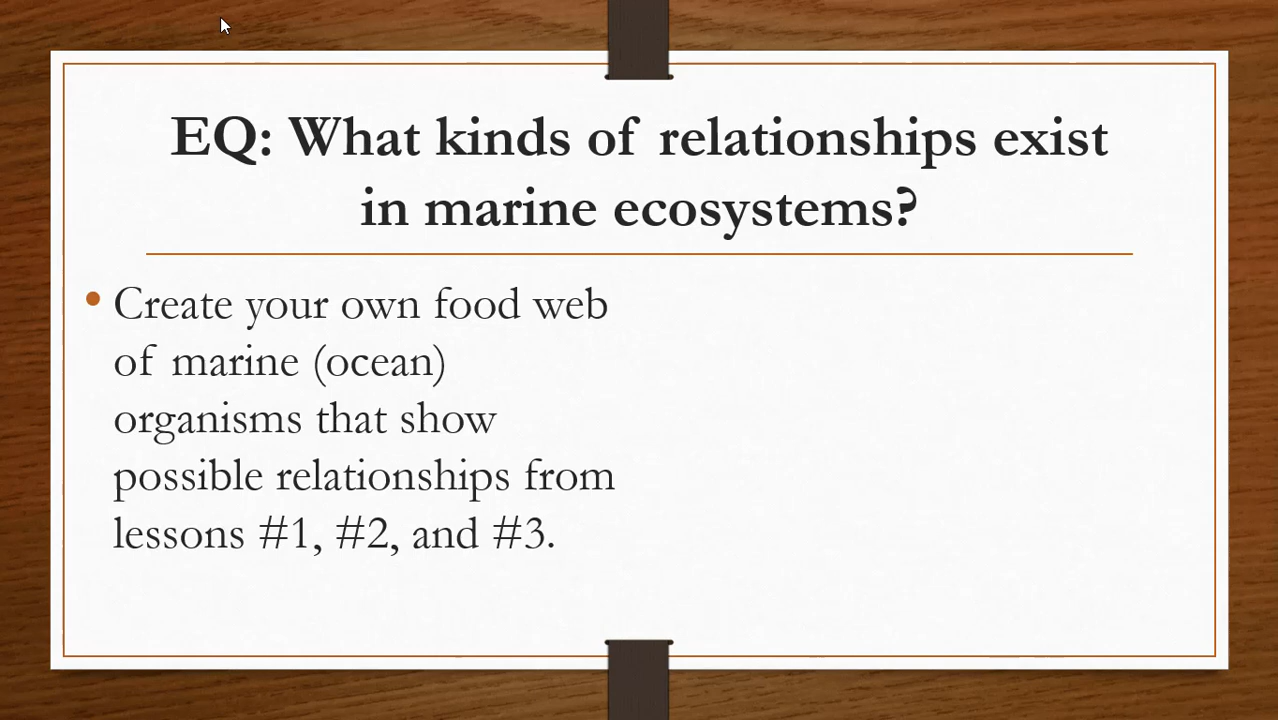 EQ: What kinds of relationships exist
in marine ecosystems?
• Create your own food web
of marine (ocean)
organisms that show
possible relationships from
lessons #1, #2, and #3.